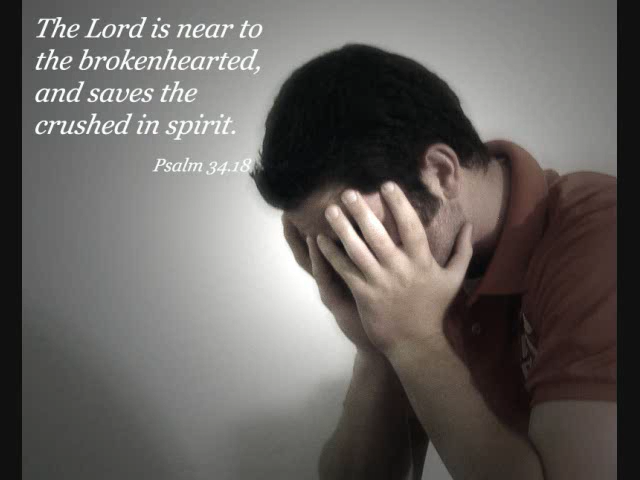 The Lord is near to
the brokenhearted,
and saves the
crushed in spirit.
Psalm 34.18